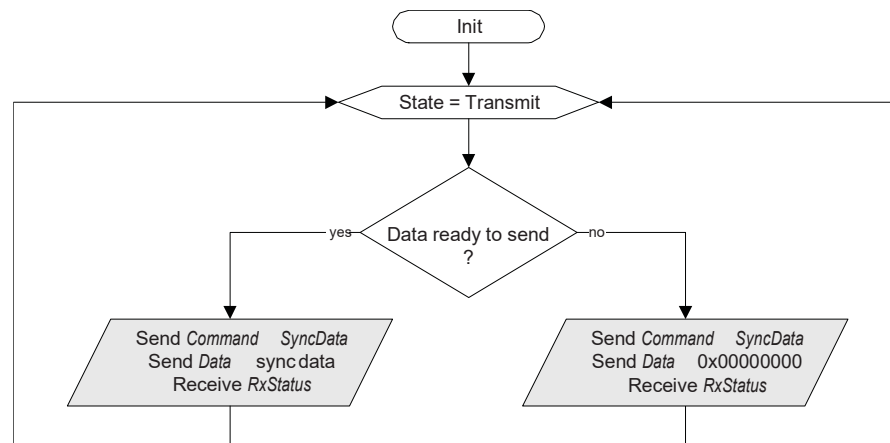 Init
State = Transmit
Data ready to send
?
yes
no
Send Command SyncData
Send Data sync data
Receive RxStatus
Send Command SyncData
Send Data 0x00000000
Receive RxStatus